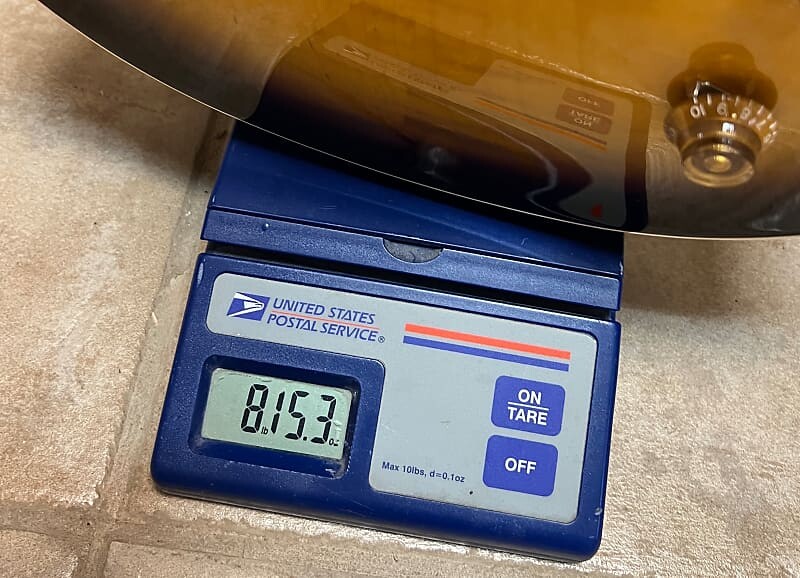 UNITED STATES
POSTAL SERVICE®
8 lb 15.3 oz
ON
TARE
OFF
Max 10lbs, d=0.1oz